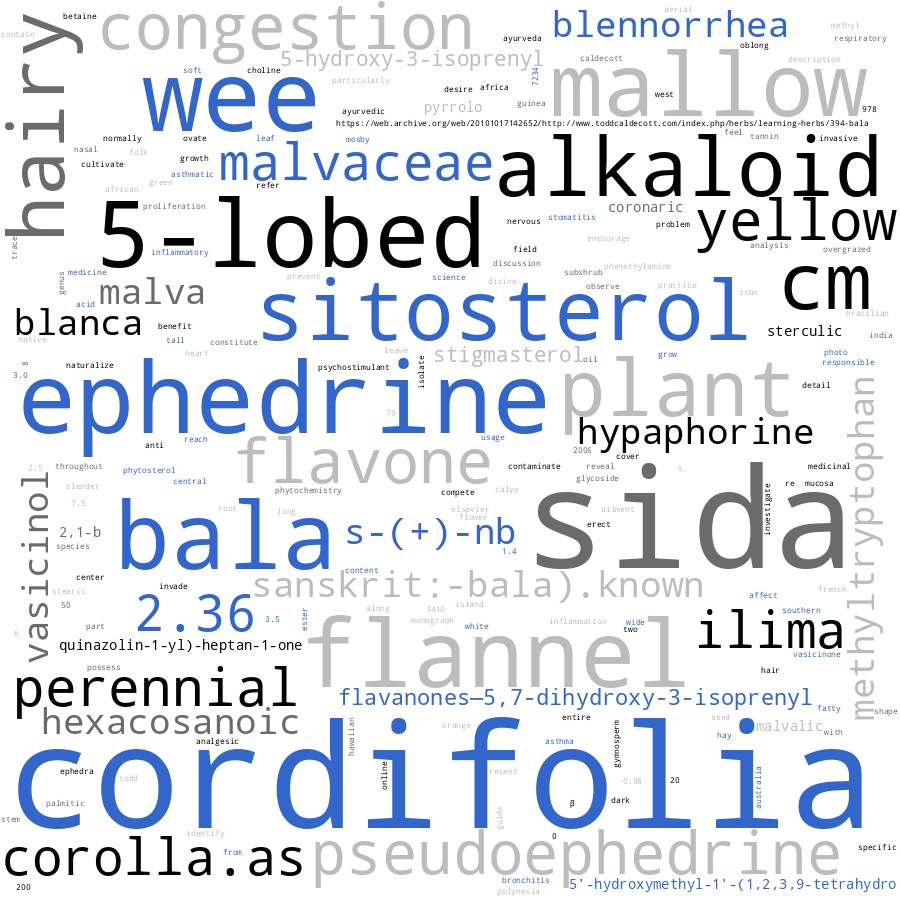 betaine
aerial
congestion
blennorrhea
contain
methyl
hairy
ayurveda
oblong
respiratory
5-hydroxy-3-isoprenyl
caldecott
description
soft
choline
7234
mallow
wee
particularly
desire
africa
west
pyrrolo
guinea
ayurvedic
978
https://web.archive.org/web/20101017142652/http://www.toddcaldecott.com/index.php/herbs/learning-herbs/394-bala
normally
ovate
leaf
mosby
feel
tannin
invasive
nasal
folk
malvaceae
alkaloid
cultivate
growth
asthmatic
green
refer
african
proliferation
5-lobed
coronaric
yellow
nervous
stomatitis
problem
encourage
trace
inflammatory
field
analysis
overgrazed
discussion
phenethylamine
cm
genus
medicine
prevent
science
divine
subshrub
observe
practice
isbn
malva
sitosterol
acid
blanca
benefit
brazilian
tall
constitute
sterculic
india
native
heart
leave
stigmasterol
oil
grow
photo
responsible
8
naturalize
psychostimulant
isolate
3.0
ephedrine
plant
detail
methyltryptophan
79
hypaphorine
anti
reach
usage
2006
cover
flavone
2.5
throughout
phytosterol
central
contaminate
reveal
glycoside
s.
medicinal
sida
vasicinol
slender
phytochemistry
compete
calyx
re
mucosa
investigate
7.5
root
long
elsevier
flower
ailment
bala
s-(+)-nb
erect
2,1-b
species
1.4
center
content
invade
sanskrit:-bala).known
stearic
french
50
2.36
3.5
ester
along
3410
island
affect
southern
part
monograph
white
inflammation
wide
two
ilima
6
quinazolin-1-yl)-heptan-1-one
flannel
vasicinone
possess
hair
perennial
flavanones—5,7-dihydroxy-3-isoprenyl
fatty
shape
hexacosanoic
hawaiian
orange
entire
gymnosperm
seed
malvalic
with
analgesic
asthma
hay
cordifolia
ephedra
todd
online
recent
0.98
20
australia
palmitic
guide
β
dark
stem
identify
0
corolla.as
from
pseudoephedrine
specific
200
bronchitis
polynesia
5'-hydroxymethyl-1'-(1,2,3,9-tetrahydro